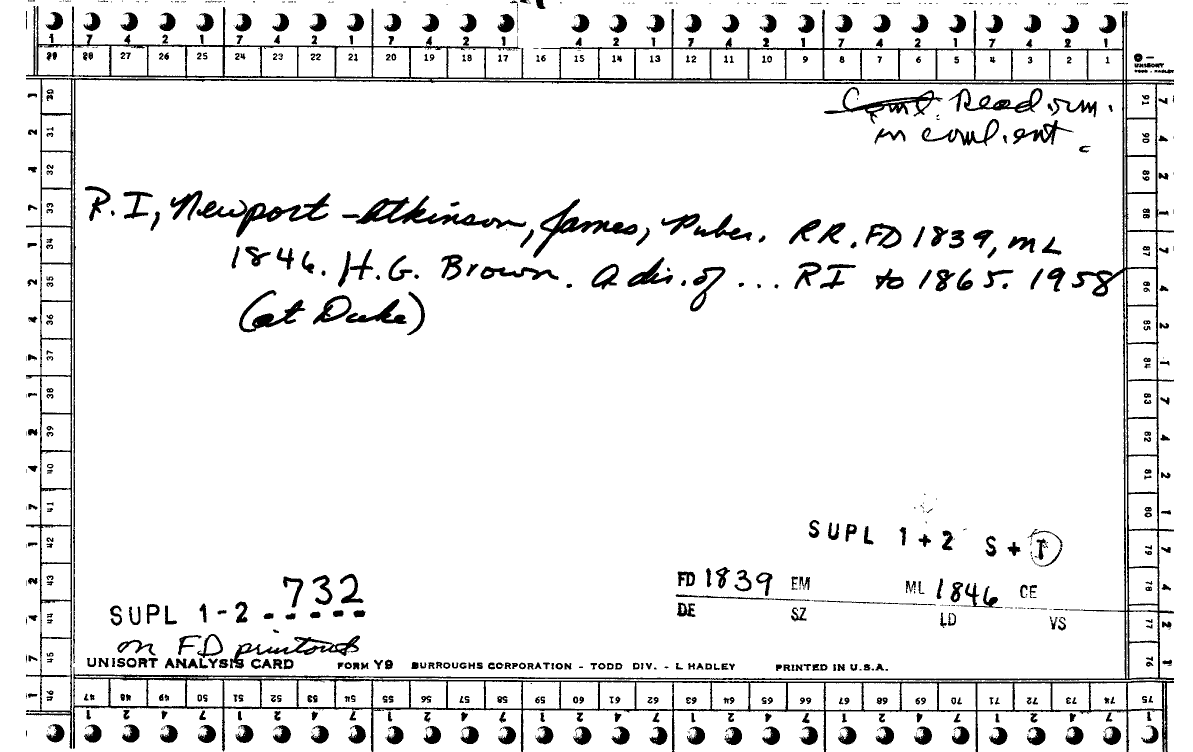 1 7 4 2 1 7 4 2 1 7 4 2 1 4 2 1 7 4 2 1 7 4 2 1 7 4 2 1
29 28 27 26 25 24 23 22 21 20 19 18 17 16 15 14 13 12 11 10 9 8 7 6 5 4 3 2 1
UNISORT
TODD - HADLEY
Coml. Read.rm.
in coml.ent.
R.I, Newport - Atkinson, James, Puber. RR. FD 1839, ML
1846. H.G. Brown. A dis. of ... RI to 1865. 1958
(at Duke)
SUPL 1+2 S+I
732
FD 1839 EM ML 1846 CE
SUPL 1-2
DE SZ LD VS
on FD printouts
UNISORT ANALYSIS CARD FORM Y9 BURROUGHS CORPORATION - TODD DIV. - L HADLEY PRINTED IN U.S.A.
30 31 32 33 34 35 36 37 38 39 40 41 42 43 44 45 46
91 90 89 88 87 86 85 84 83 82 81 80 79 78 77 76
47 48 49 50 51 52 53 54 55 56 57 58 59 60 61 62 63 64 65 66 67 68 69 70 71 72 73 74 75
1 2 4 7 1 2 4 7 1 2 4 7 1 2 4 7 1 2 4 7 1 2 4 7 1 2 4 7 1